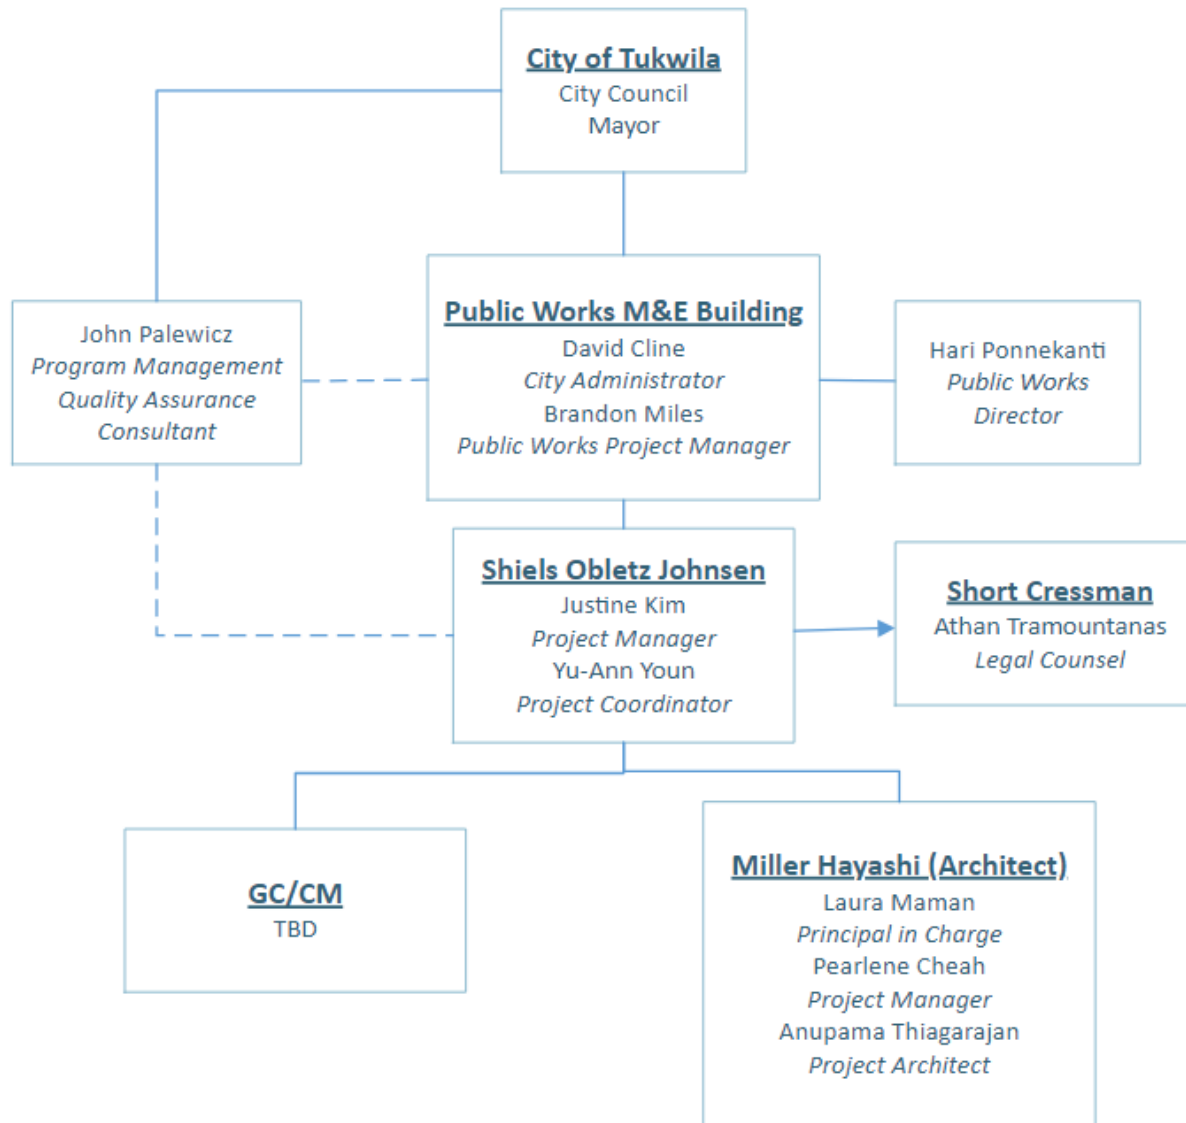 City of Tukwila
City Council
Mayor
John Palewicz
Program Management
Quality Assurance
Consultant
Public Works M&E Building
David Cline
City Administrator
Brandon Miles
Public Works Project Manager
Hari Ponnekanti
Public Works
Director
Shiels Obletz Johnsen
Justine Kim
Project Manager
Yu-Ann Youn
Project Coordinator
Short Cressman
Athan Tramountanas
Legal Counsel
GC/CM
TBD
Miller Hayashi (Architect)
Laura Maman
Principal in Charge
Pearlene Cheah
Project Manager
Anupama Thiagarajan
Project Architect